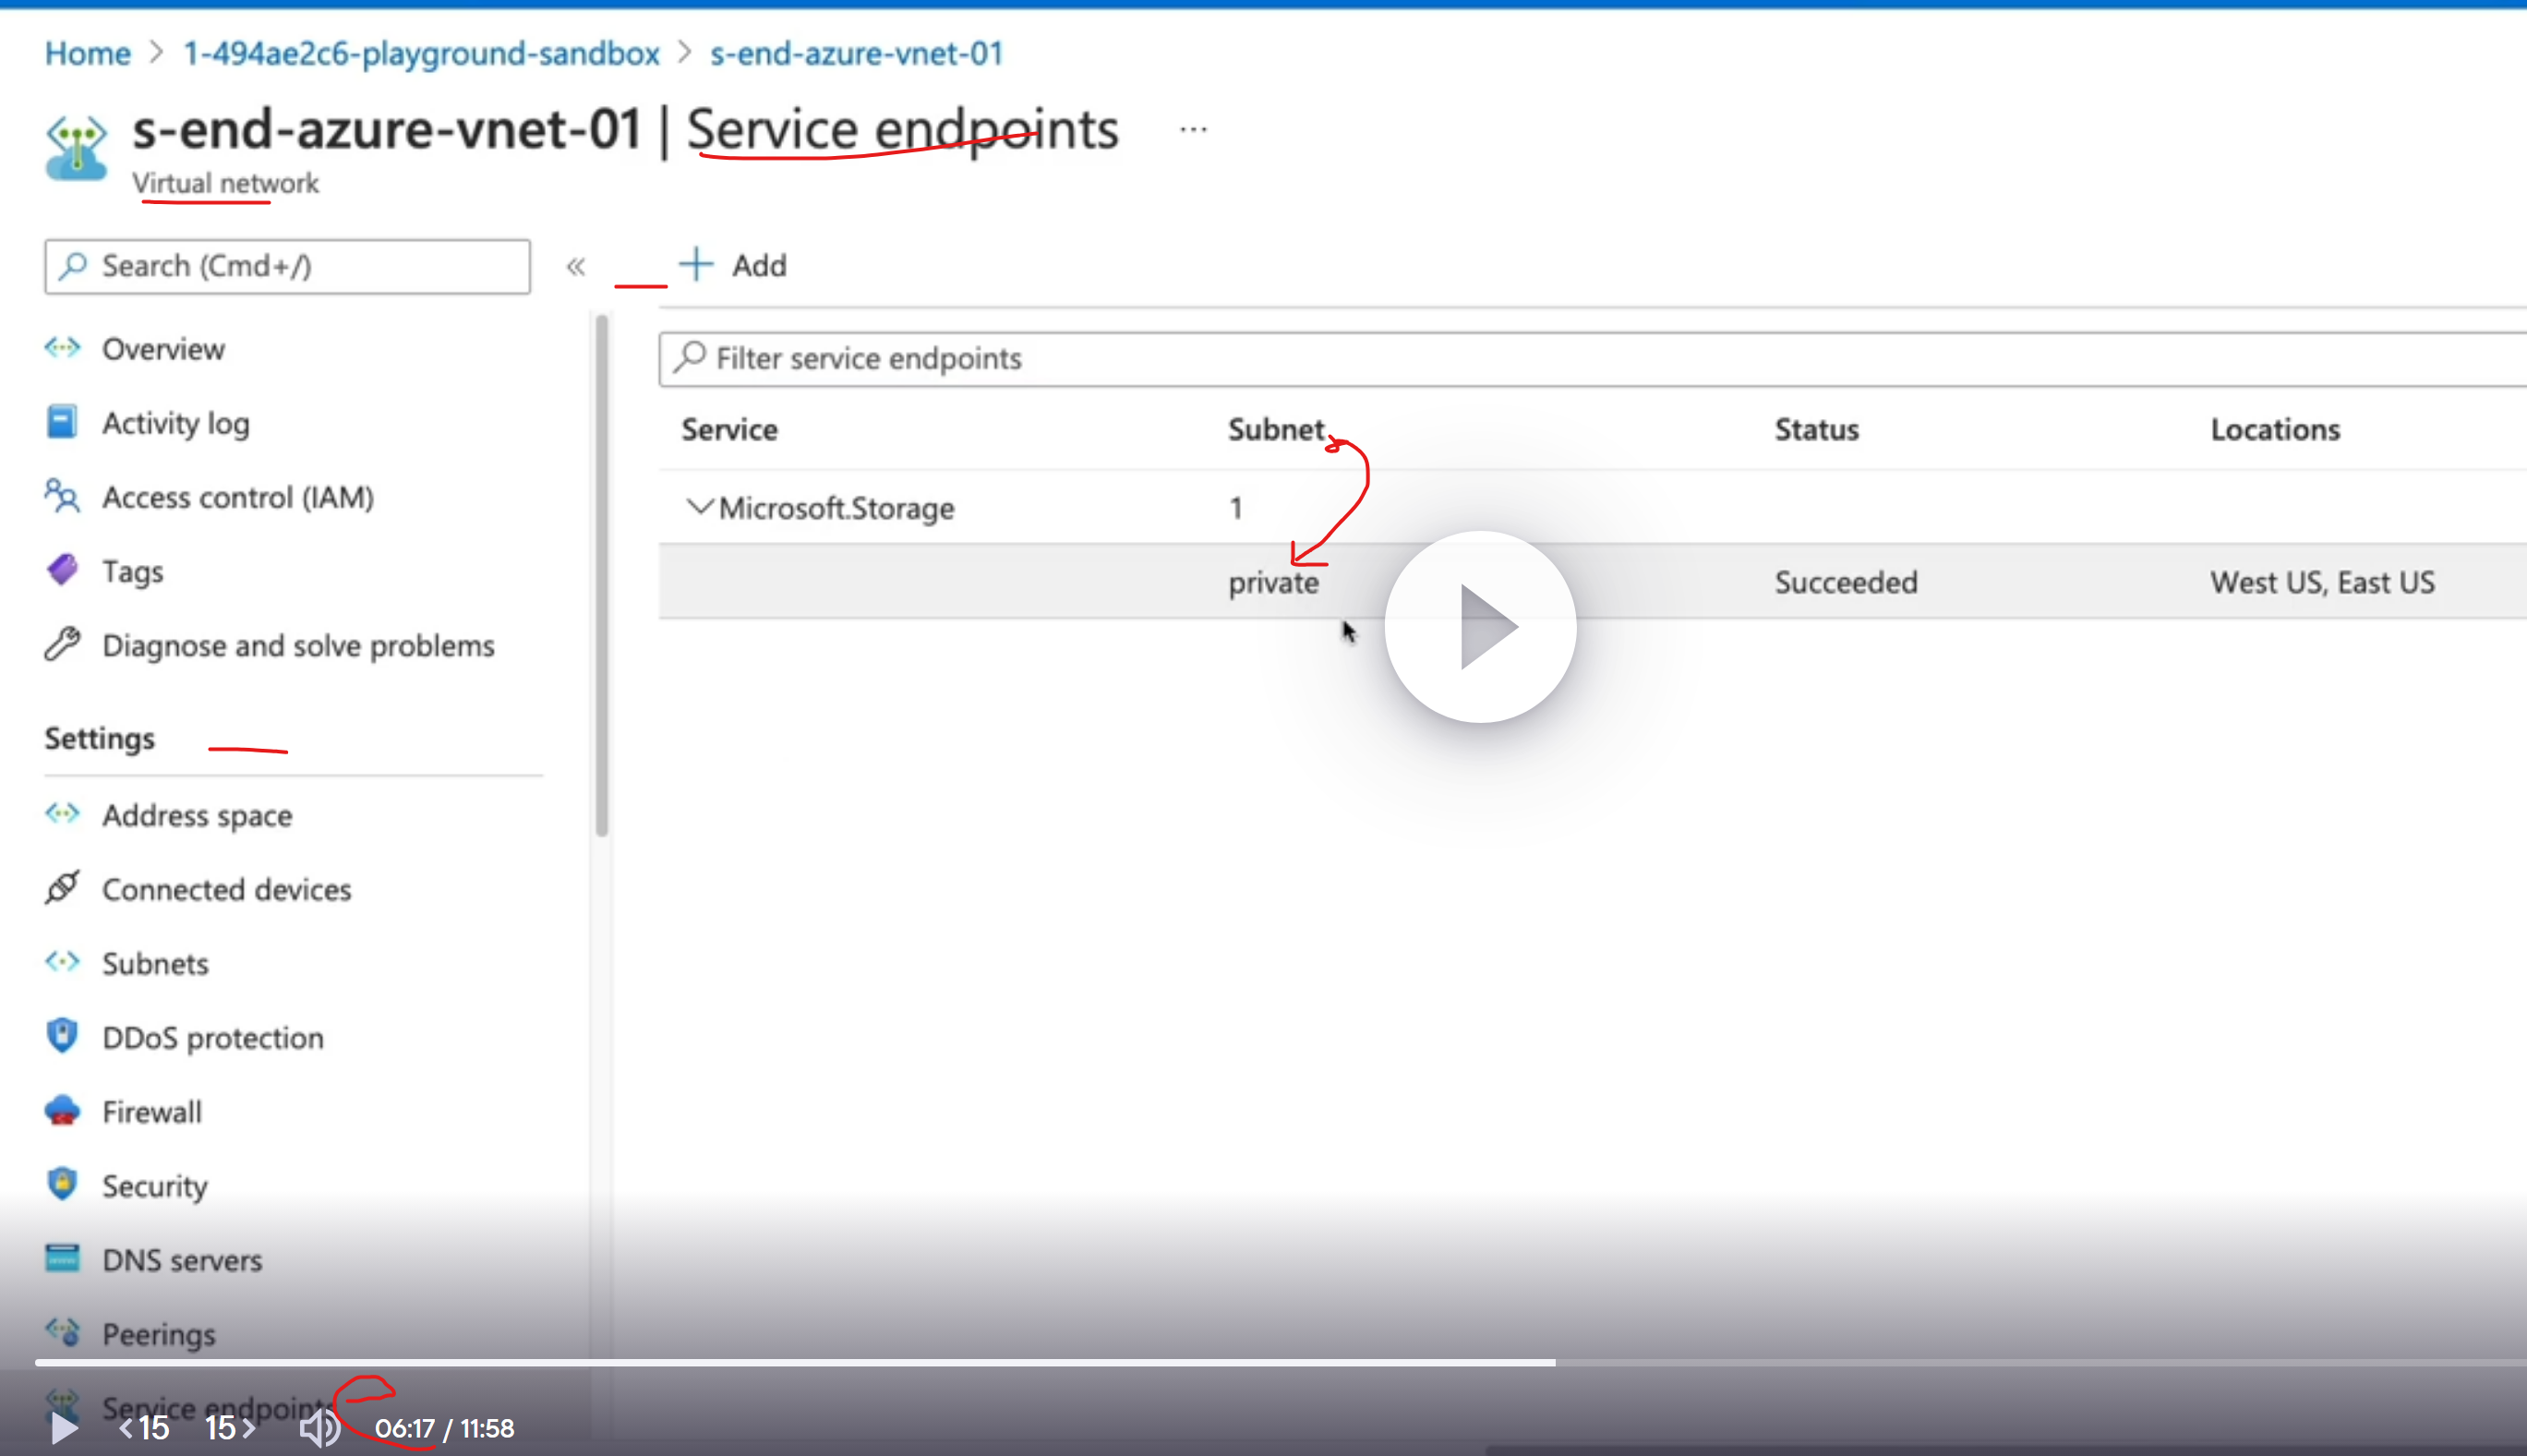 Home > 1-494ae2c6-playground-sandbox > s-end-azure-vnet-01
s-end-azure-vnet-01 | Service endpoints ...
Virtual network
Search (Cmd+/)
«
+ Add
Overview
Activity log
Access control (IAM)
Tags
Diagnose and solve problems
Settings
Address space
Connected devices
Subnets
DDoS protection
Firewall
Security
DNS servers
Peerings
Service endpoints
Filter service endpoints
Service Subnet Status Locations
Microsoft.Storage 1
private Succeeded West US, East US
<15 15> 06:17 / 11:58